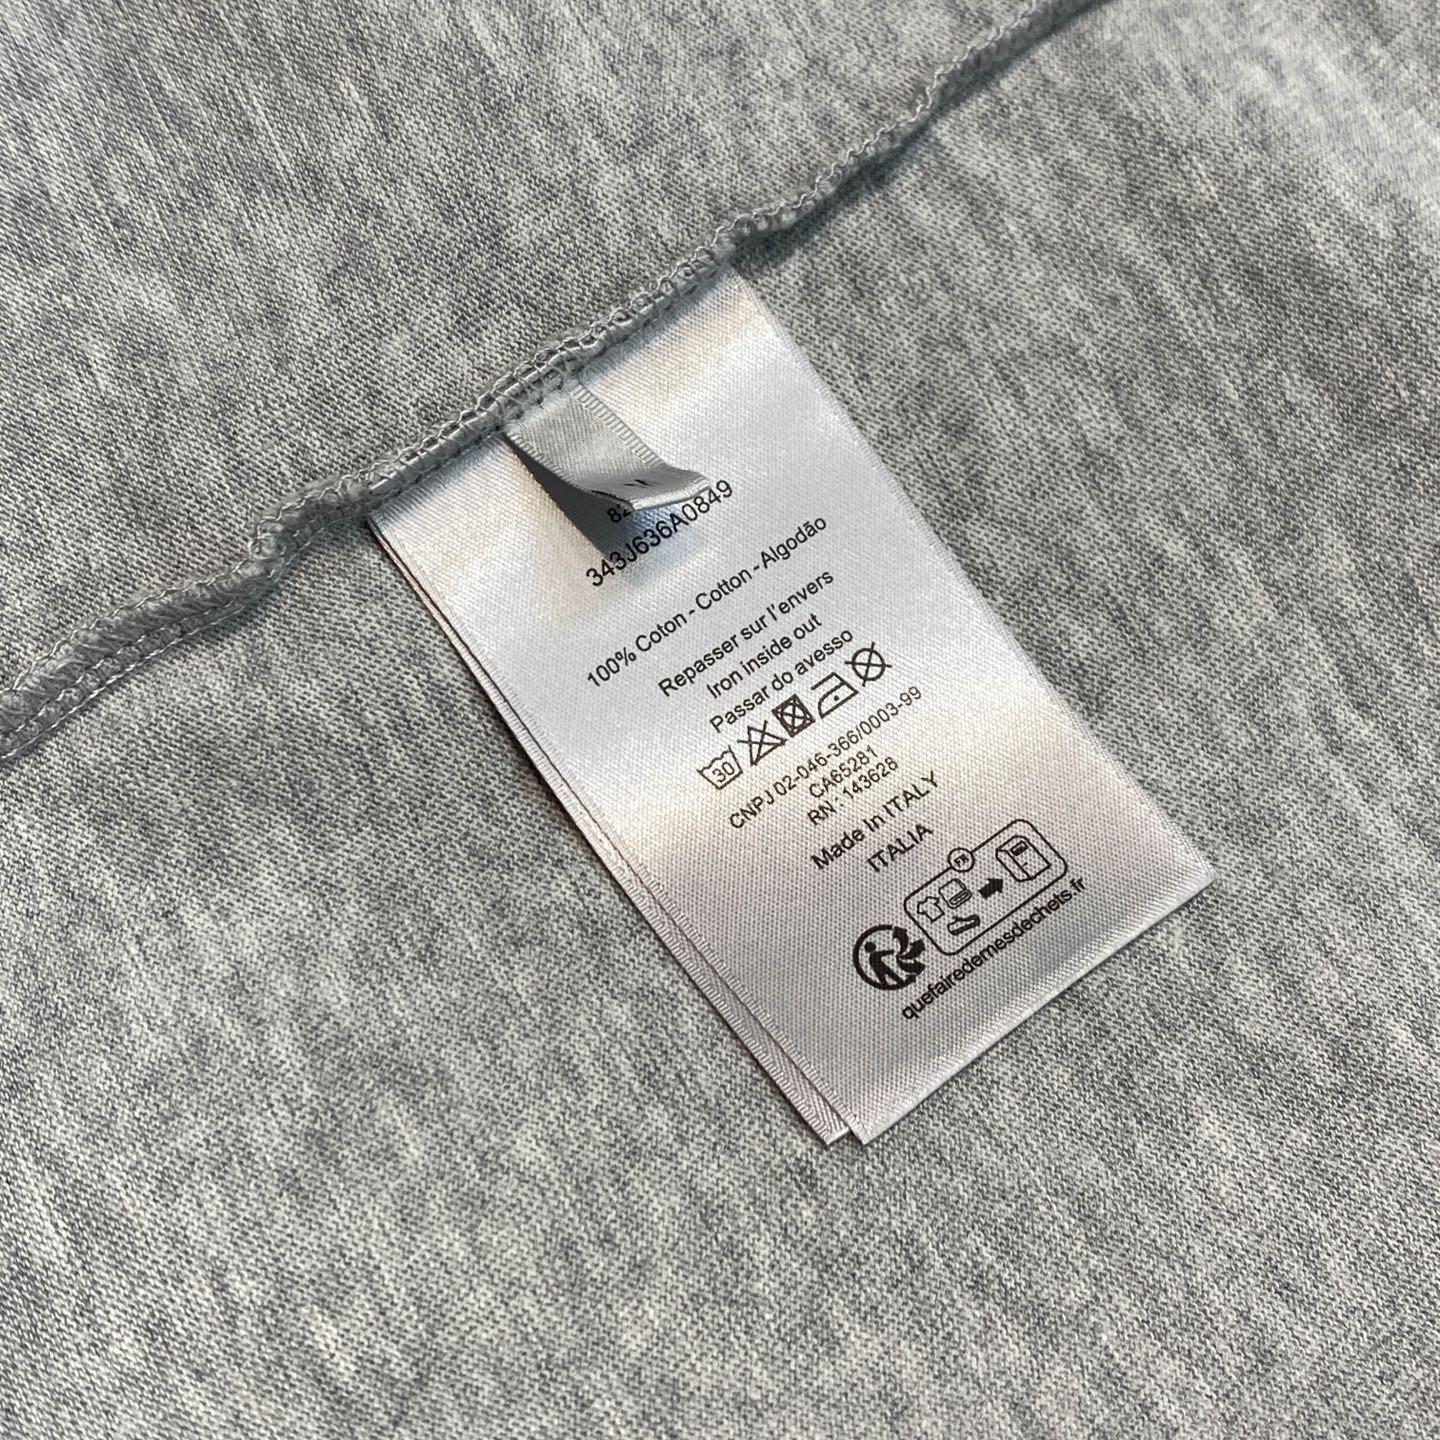 343J636A0849
100% Coton - Cotton - Algodão
Repasser sur l'envers
Iron inside out
Passar do avesso
30
CNPJ 02-046-366/0003-99
CA65281
RN : 143628
Made In ITALY
ITALIA
FR
quefairedemesdechets.fr